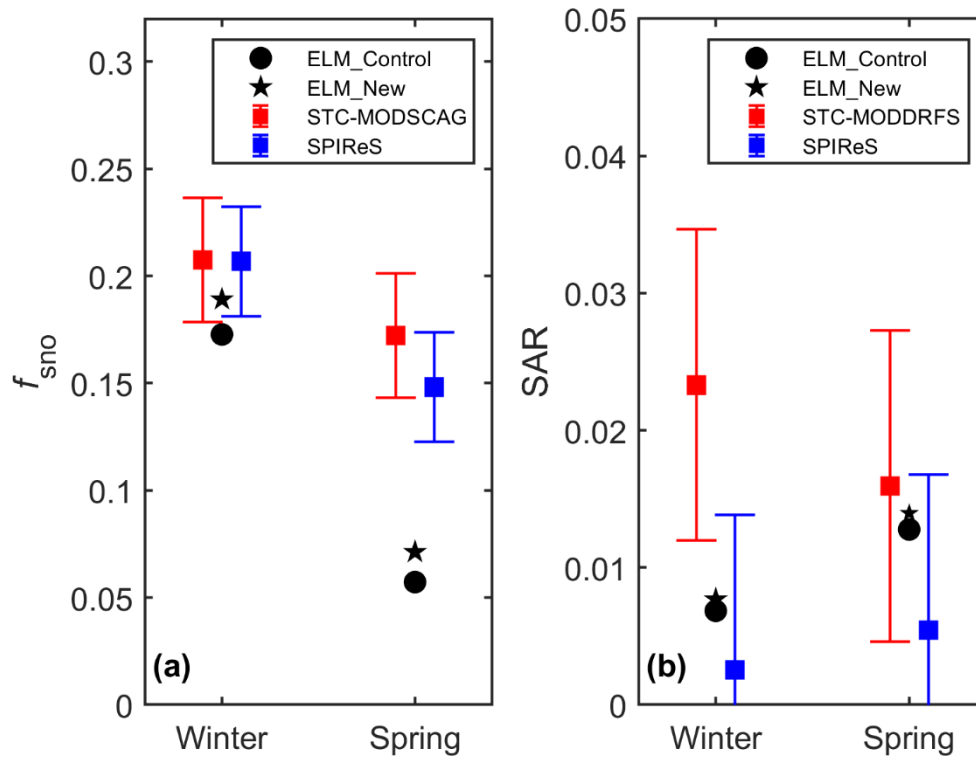 0.3
0.25
0.2
0.15
0.1
0.05
0
f sno
ELM_Control
ELM_New
STC-MODSCAG
SPIReS
(a)
Winter Spring
0.05
0.04
0.03
0.02
0.01
0
SAR
ELM_Control
ELM_New
STC-MODDRFS
SPIReS
(b)
Winter Spring